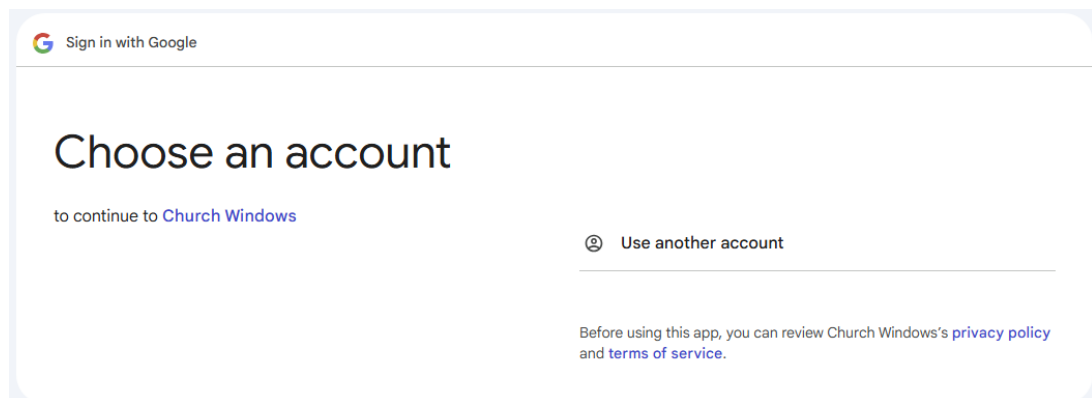 Sign in with Google
Choose an account
to continue to Church Windows
Use another account
Before using this app, you can review Church Windows's privacy policy
and terms of service.